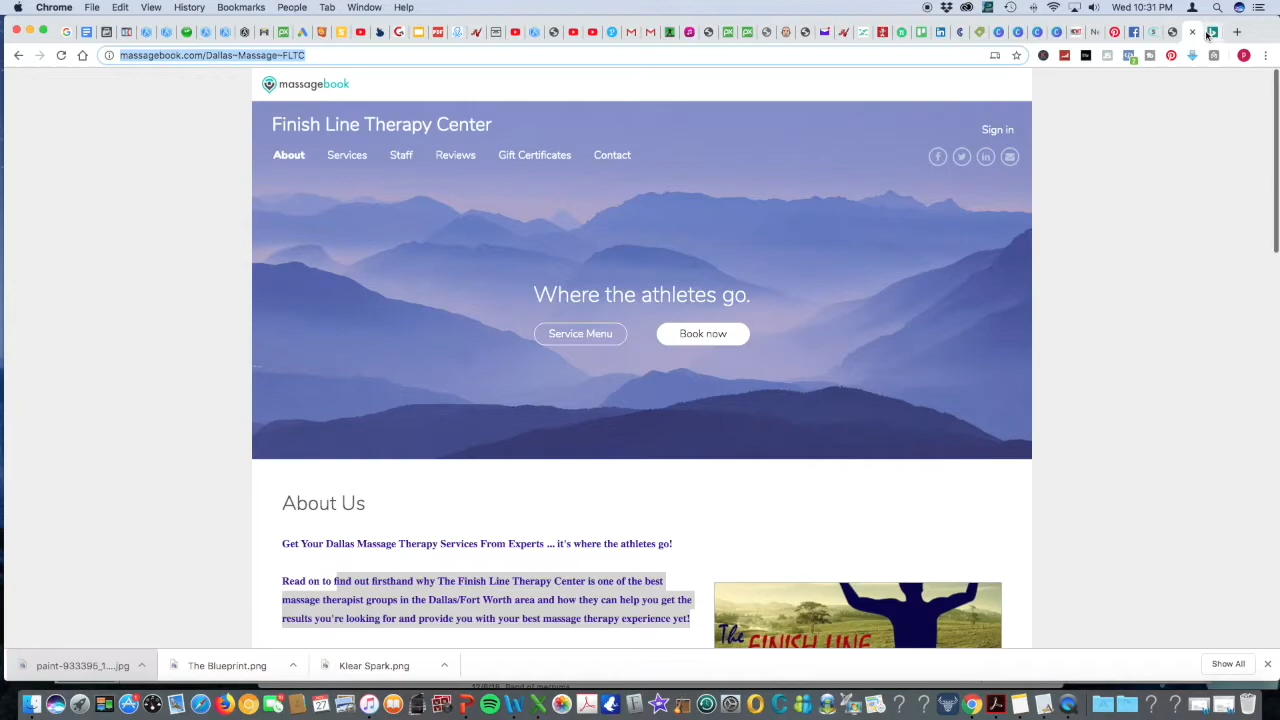 Chrome File Edit View History Bookmarks People Window Help
massagebook.com/Dallas~Massage~FLTC
massagebook
Finish Line Therapy Center
Sign in
About Services Staff Reviews Gift Certificates Contact
Where the athletes go.
Service Menu Book now
About Us
Get Your Dallas Massage Therapy Services From Experts ... it's where the athletes go!
Read on to find out firsthand why The Finish Line Therapy Center is one of the best
massage therapist groups in the Dallas/Fort Worth area and how they can help you get the
results you're looking for and provide you with your best massage therapy experience yet!
The FINISH LINE
paint-933395_1....jpg The Blueprint.png Klear Spark.png Show All